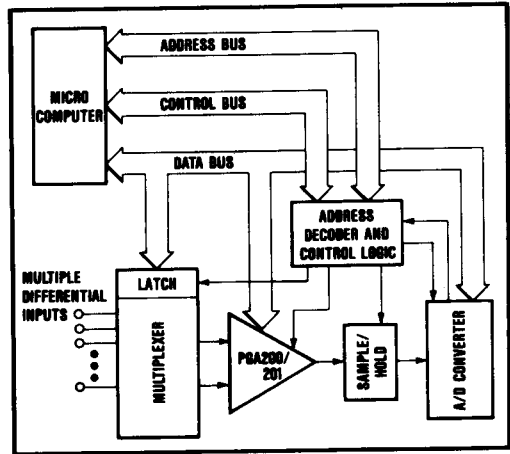 ADDRESS BUS
MICRO
COMPUTER
CONTROL BUS
DATA BUS
ADDRESS
DECODER AND
CONTROL LOGIC
MULTIPLE
DIFFERENTIAL
INPUTS
LATCH
MULTIPLEXER
PGA200/
201
SAMPLE/
HOLD
A/D CONVERTER